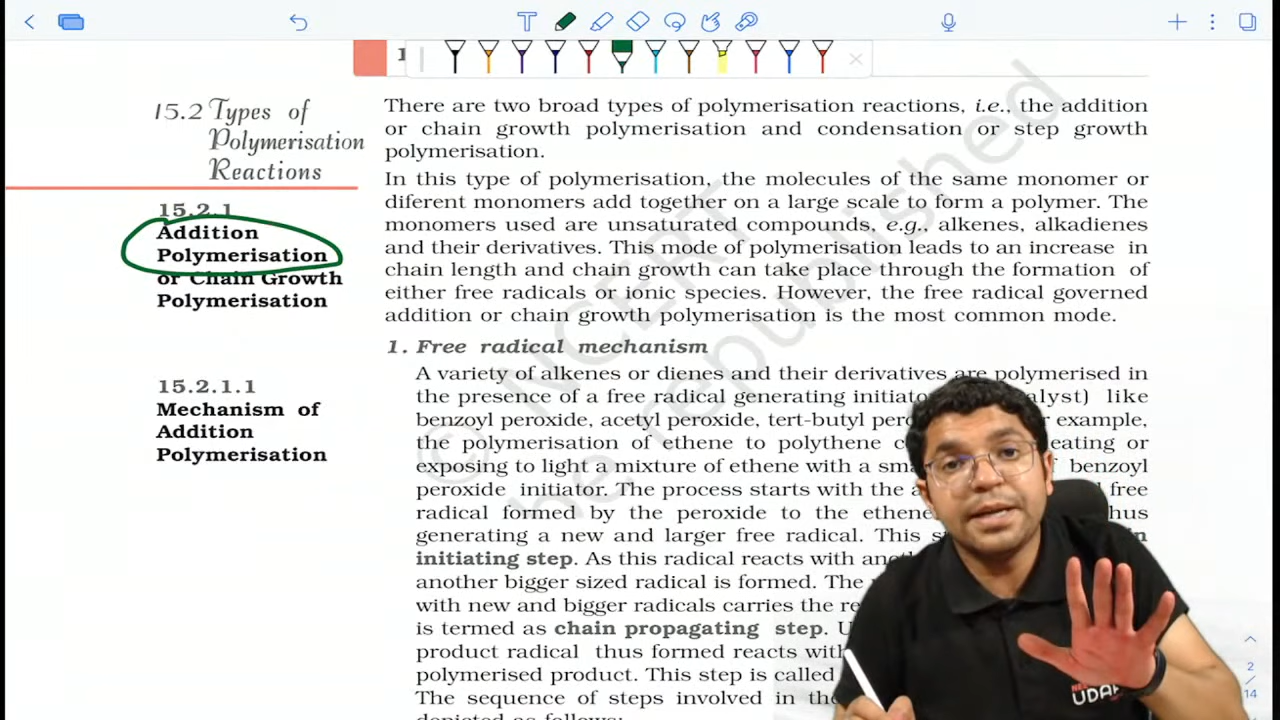 15.2 Types of
Polymerisation
Reactions
15.2.1
Addition
Polymerisation
or Chain Growth
Polymerisation
15.2.1.1
Mechanism of
Addition
Polymerisation
There are two broad types of polymerisation reactions, i.e., the addition
or chain growth polymerisation and condensation or step growth
polymerisation.
In this type of polymerisation, the molecules of the same monomer or
diferent monomers add together on a large scale to form a polymer. The
monomers used are unsaturated compounds, e.g., alkenes, alkadienes
and their derivatives. This mode of polymerisation leads to an increase in
chain length and chain growth can take place through the formation of
either free radicals or ionic species. However, the free radical governed
addition or chain growth polymerisation is the most common mode.
1. Free radical mechanism
A variety of alkenes or dienes and their derivatives are polymerised in
the presence of a free radical generating like
benzoyl peroxide, acetyl peroxide, tert-butyl example,
the polymerisation of ethene to polythene or
exposing to light a mixture of ethene with a benzoyl
peroxide initiator. The process starts with the free
radical formed by the peroxide to the
generating a new and larger free radical. This
initiating step. As this radical reacts with
another bigger sized radical is formed. The
with new and bigger radicals carries the
is termed as chain propagating step.
product radical thus formed reacts
polymerised product. This step is called
The sequence of steps involved in the
depicted as follows:
© NCERT
be republished
2
/
14
UDA